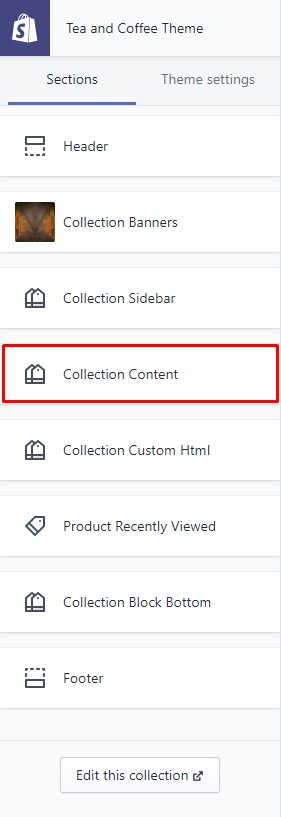 Tea and Coffee Theme
Sections
Theme settings
Header
Collection Banners
Collection Sidebar
Collection Content
Collection Custom Html
Product Recently Viewed
Collection Block Bottom
Footer
Edit this collection